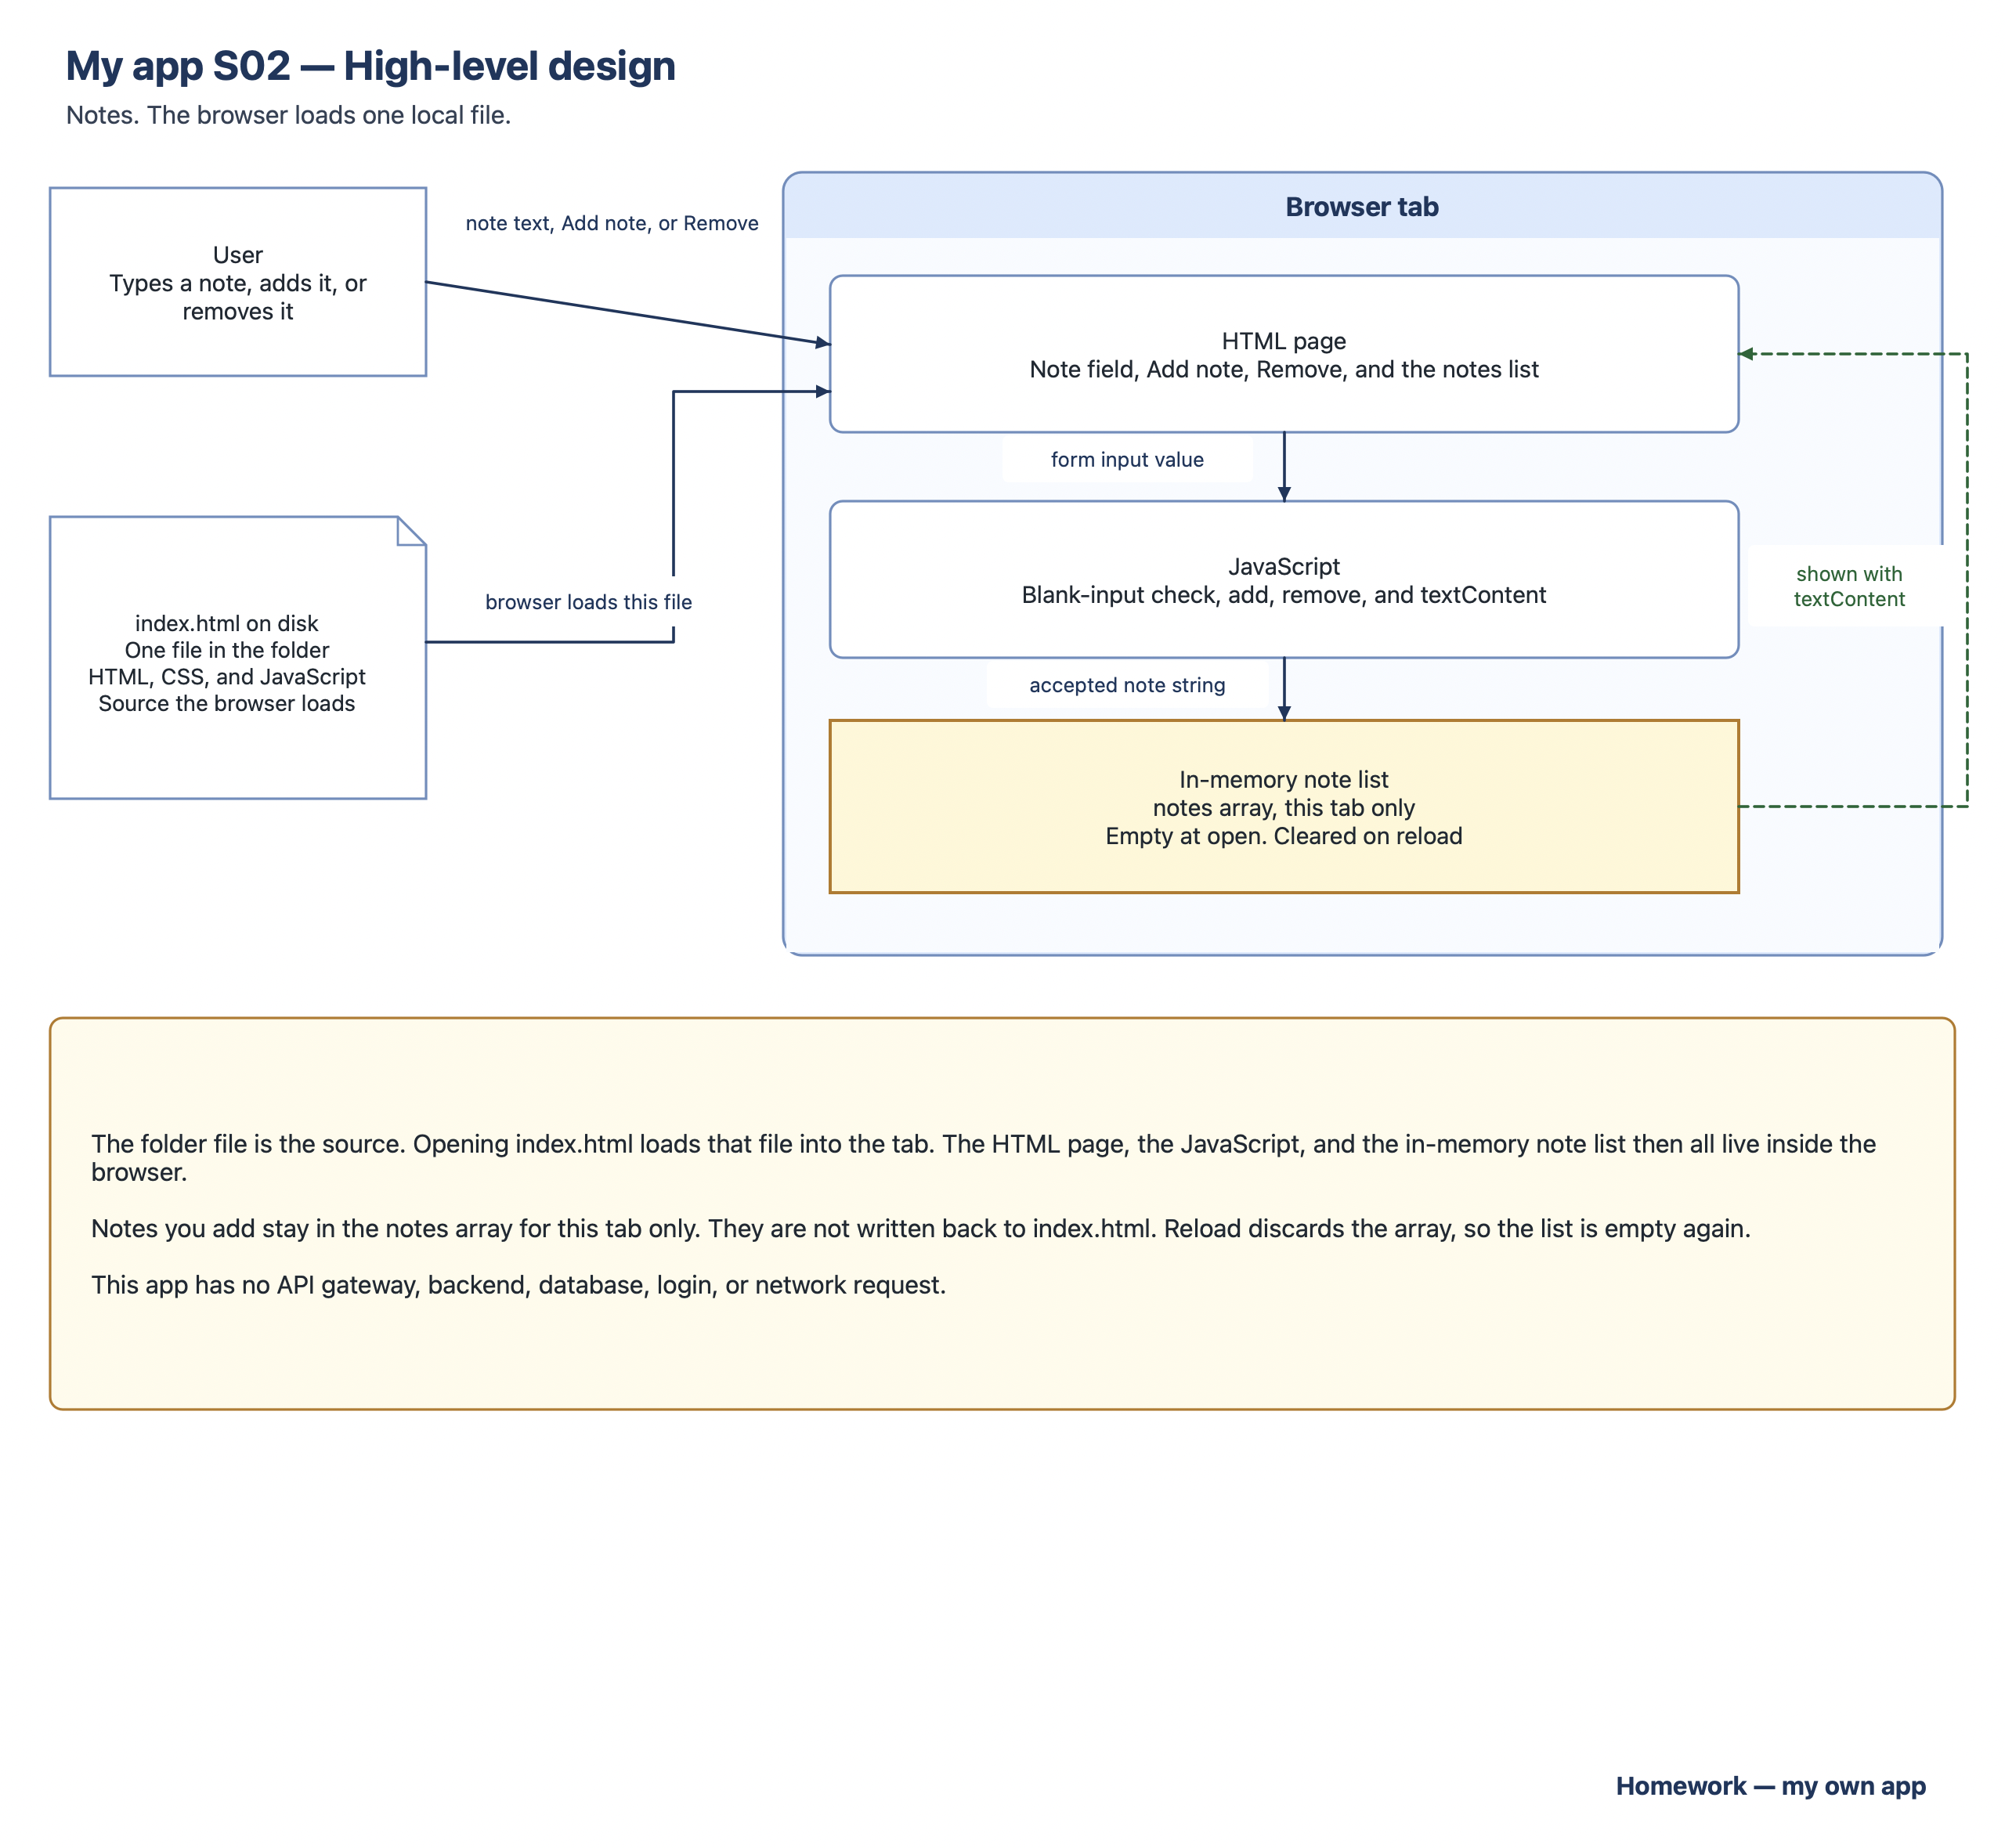 My app S02 — High-level design
Notes. The browser loads one local file.
User
Types a note, adds it, or
removes it
note text, Add note, or Remove
Browser tab
HTML page
Note field, Add note, Remove, and the notes list
form input value
JavaScript
Blank-input check, add, remove, and textContent
shown with
textContent
index.html on disk
One file in the folder
HTML, CSS, and JavaScript
Source the browser loads
browser loads this file
accepted note string
In-memory note list
notes array, this tab only
Empty at open. Cleared on reload
The folder file is the source. Opening index.html loads that file into the tab. The HTML page, the JavaScript, and the in-memory note list then all live inside the
browser.
Notes you add stay in the notes array for this tab only. They are not written back to index.html. Reload discards the array, so the list is empty again.
This app has no API gateway, backend, database, login, or network request.
Homework — my own app